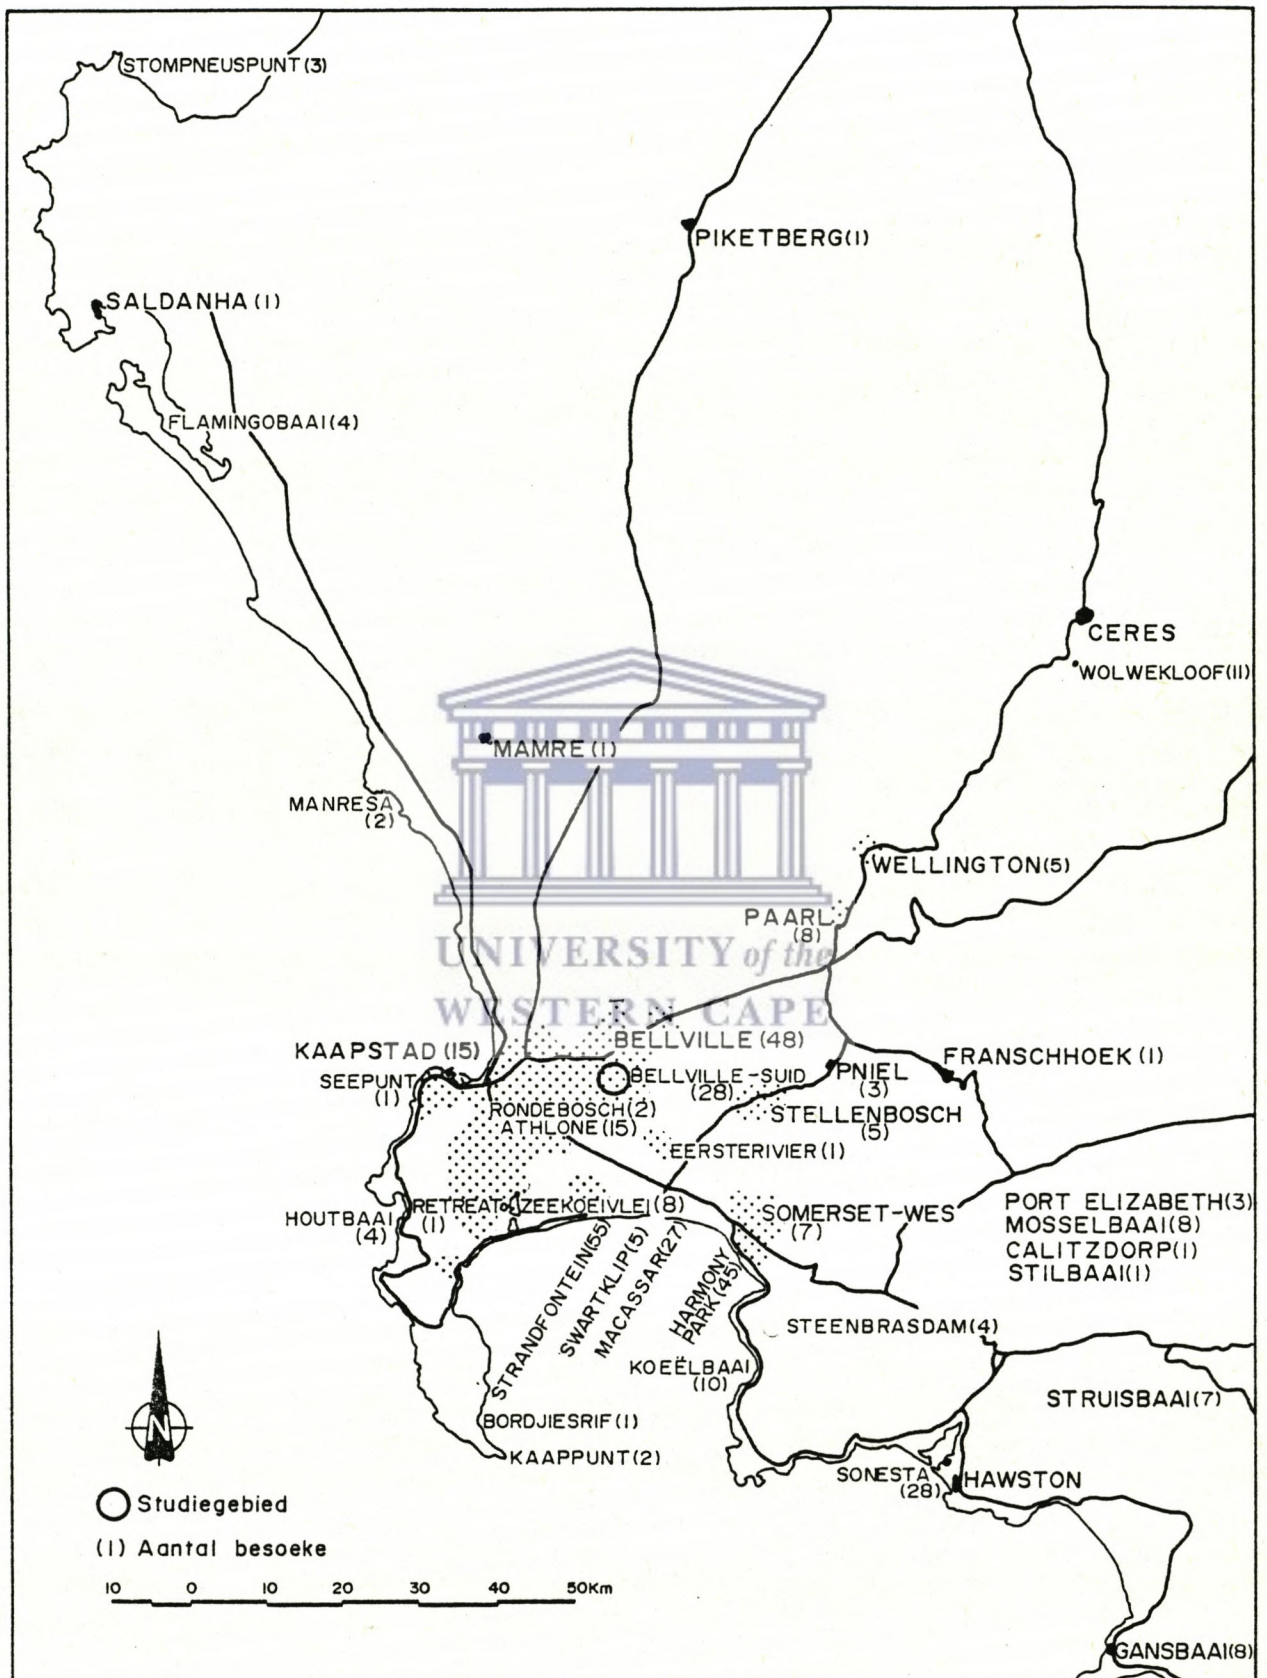 STOMPNEUSPUNT (3)
PIKETBERG (1)
SALDANHA (1)
FLAMINGOBAAI (4)
CERES
WOLWEKLOOF (11)
MAMRE (1)
MANRESA
(2)
WELLINGTON (5)
PAARL
(8)
UNIVERSITY of the
WESTERN CAPE
BELLVILLE (48)
KAAPSTAD (15)
SEEPUNT
(1)
BELLVILLE-SUID
(28)
PNIEL
(3)
FRANSCHHOEK (1)
RONDEBOSCH (2)
ATHLONE (15)
STELLENBOSCH
(5)
EERSTERIVIER (1)
RETREAT
(1)
ZEEKOEIVLEI (8)
HOUTBAAI
(4)
SOMERSET-WES
(7)
PORT ELIZABETH (3)
MOSSELBAAI (8)
CALITZDORP (1)
STILBAAI (1)
STRANDFONTEIN (55)
SWARTKLIP (5)
MACASSAR (27)
HARMONY
PARK (45)
STEENBRASDAM (4)
KOEËLBAAI
(10)
STRUISBAAI (7)
BORDJIESRIF (1)
KAAPPUNT (2)
SONESTA
(28)
HAWSTON
N
Studiegebied
(1) Aantal besoeke
10 0 10 20 30 40 50Km
GANSBAAI (8)